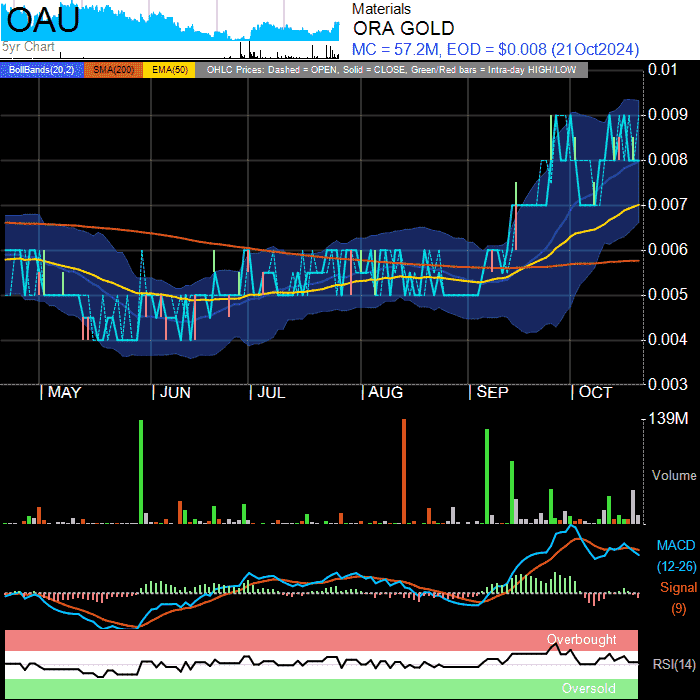 OAU
5yr Chart
Materials
ORA GOLD
MC = 57.2M, EOD = $0.008 (21Oct2024)
BollBands(20,2) SMA(200) EMA(50) OHLC Prices: Dashed = OPEN, Solid = CLOSE, Green/Red bars = Intra-day HIGH/LOW
0.01
0.009
0.008
0.007
0.006
0.005
0.004
0.003
MAY JUN JUL AUG SEP OCT
139M
Volume
MACD
(12-26)
Signal
(9)
Overbought
RSI(14)
Oversold